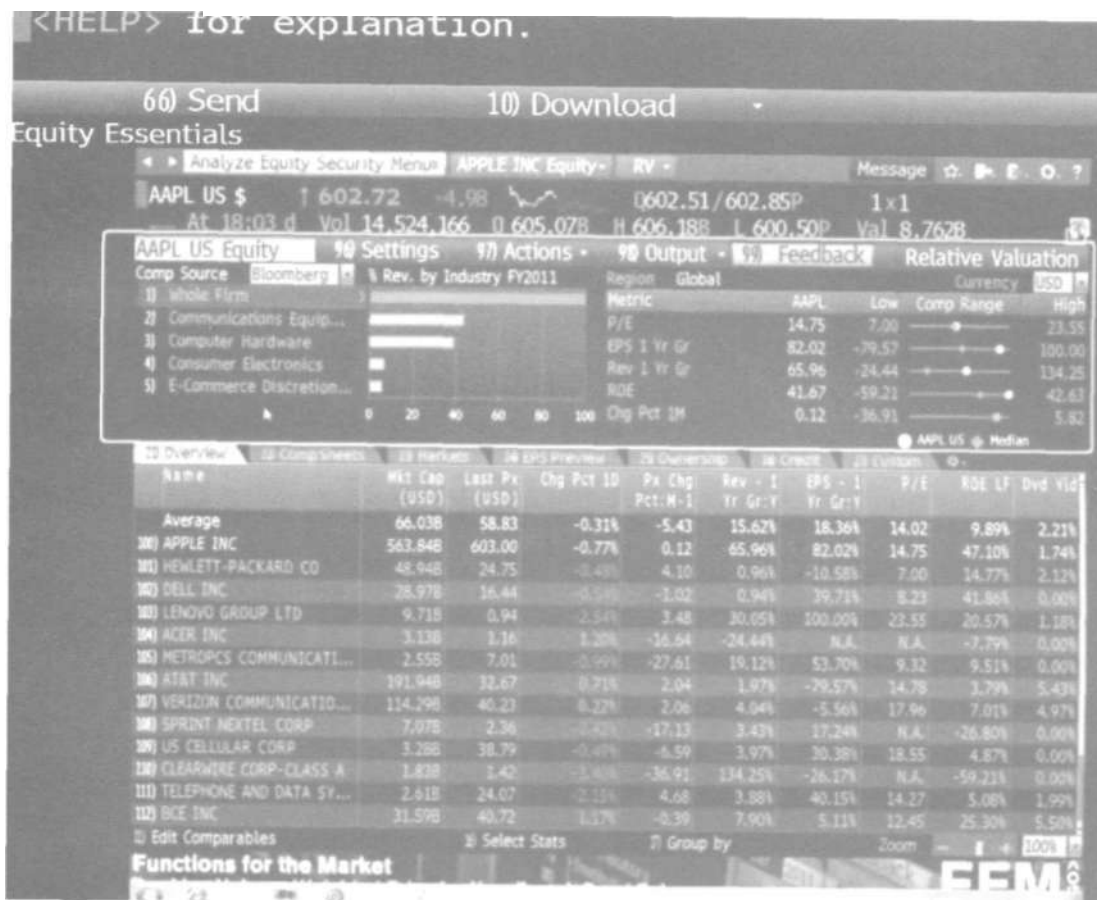 <HELP> for explanation.
66) Send 10) Download
Equity Essentials
Analyze Equity Security Menu APPLE INC Equity RV Message
AAPL US $ ↑ 602.72 -4.98 602.51/602.85P 1x1
At 18:03 d Vol 14,524,166 O 605.07B H 606.18B L 600.50P Val 8.762B
AAPL US Equity 96) Settings 97) Actions 98) Output 99) Feedback Relative Valuation
Comp Source Bloomberg % Rev. by Industry FY2011 Region Global Currency USD
1) Whole Firm Metric AAPL Low Comp Range High
2) Communications Equip... P/E 14.75 7.00 23.55
3) Computer Hardware EPS 1 Yr Gr 82.02 -79.57 100.00
4) Consumer Electronics Rev 1 Yr Gr 65.96 -24.44 134.25
5) E-Commerce Discretion... ROE 41.67 -59.21 42.63
0 20 40 60 80 100 Chg Pct 1M 0.12 -36.91 5.82
AAPL US Median
Overview Comp Sheets Markets EPS Preview Ownership Credit Custom
Name Mkt Cap Last Px Chg Pct 1D Px Chg Rev - 1 EPS - 1 P/E ROE LF Dvd Yld
(USD) (USD) Pct:M-1 Yr Gr:Y Yr Gr:Y
Average 66.03B 58.83 -0.31% -5.43 15.62% 18.36% 14.02 9.89% 2.21%
100) APPLE INC 563.84B 603.00 -0.77% 0.12 65.96% 82.02% 14.75 47.10% 1.74%
101) HEWLETT-PACKARD CO 48.94B 24.75 4.10 0.96% -10.58% 7.00 14.77% 2.12%
102) DELL INC 28.97B 16.44 -1.02 0.94% 39.71% 8.23 41.86% 0.00%
103) LENOVO GROUP LTD 9.71B 0.94 -2.54% 3.48 30.05% 100.00% 23.55 20.57% 1.18%
104) ACER INC 3.13B 1.16 1.20% -16.64 -24.44% N.A. N.A. -7.79% 0.00%
105) METROPCS COMMUNICATI... 2.55B 7.01 -0.99% -27.61 19.12% 53.70% 9.32 9.51% 0.00%
106) AT&T INC 191.94B 32.67 0.71% 2.04 1.97% -79.57% 14.78 3.79% 5.43%
107) VERIZON COMMUNICATIO... 114.29B 40.23 0.22% 2.06 4.04% -5.56% 17.96 7.01% 4.97%
108) SPRINT NEXTEL CORP 7.07B 2.36 -17.13 3.43% 17.24% N.A. -26.80% 0.00%
109) US CELLULAR CORP 3.28B 38.79 -0.49% -6.59 3.97% 30.38% 18.55 4.87% 0.00%
110) CLEARWIRE CORP-CLASS A 1.83B 1.42 -36.91 134.25% -26.17% N.A. -59.21% 0.00%
111) TELEPHONE AND DATA SY... 2.61B 24.07 4.68 3.88% 40.15% 14.27 5.08% 1.99%
112) BCE INC 31.59B 40.72 1.17% -0.39 7.90% 5.11% 12.45 25.30% 5.50%
Edit Comparables Select Stats Group by Zoom 100%
Functions for the Market
EEM